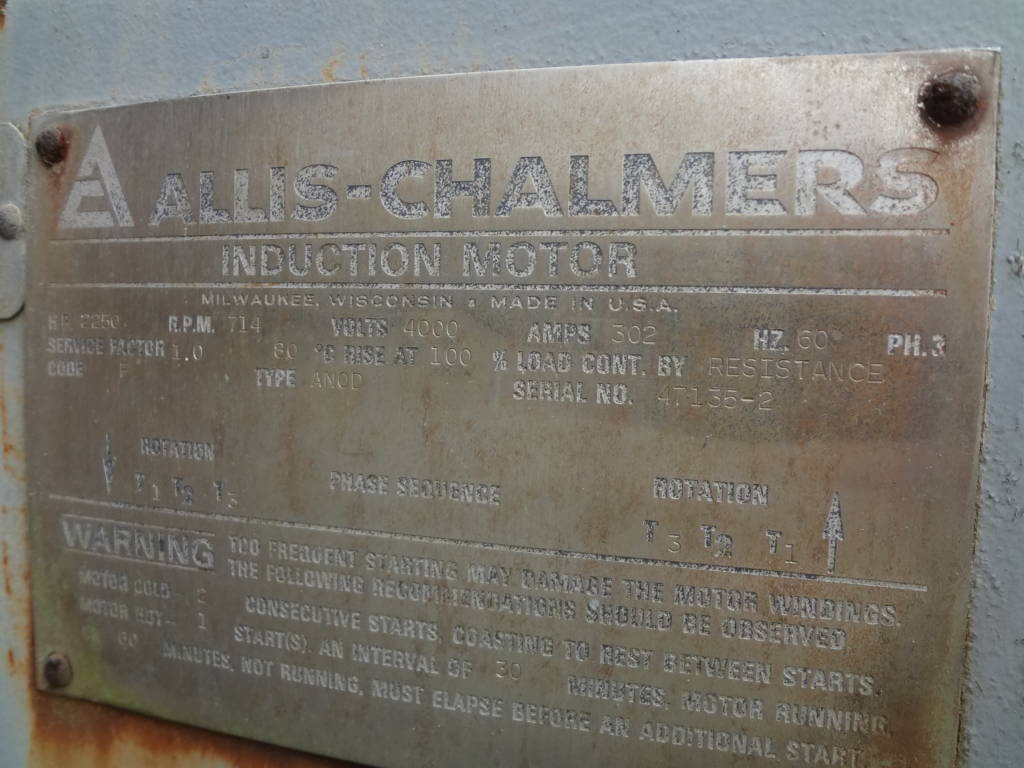 ALLIS-CHALMERS
INDUCTION MOTOR
MILWAUKEE, WISCONSIN MADE IN U.S.A.
H.P. 2250 R.P.M. 714 VOLTS 4000 AMPS 302 HZ. 60 PH. 3
SERVICE FACTOR 1.0 80 °C RISE AT 100 % LOAD CONT. BY RESISTANCE
CODE F TYPE ANOD SERIAL NO. 47135-2
ROTATION PHASE SEQUENCE ROTATION
T1 T2 T3 T3 T2 T1
WARNING TOO FREQUENT STARTING MAY DAMAGE THE MOTOR WINDINGS.
THE FOLLOWING RECOMMENDATIONS SHOULD BE OBSERVED
MOTOR COLD- 2 CONSECUTIVE STARTS, COASTING TO REST BETWEEN STARTS.
MOTOR HOT- 1 START(S). AN INTERVAL OF 30 MINUTES, MOTOR RUNNING,
60 MINUTES, NOT RUNNING, MUST ELAPSE BEFORE AN ADDITIONAL START.